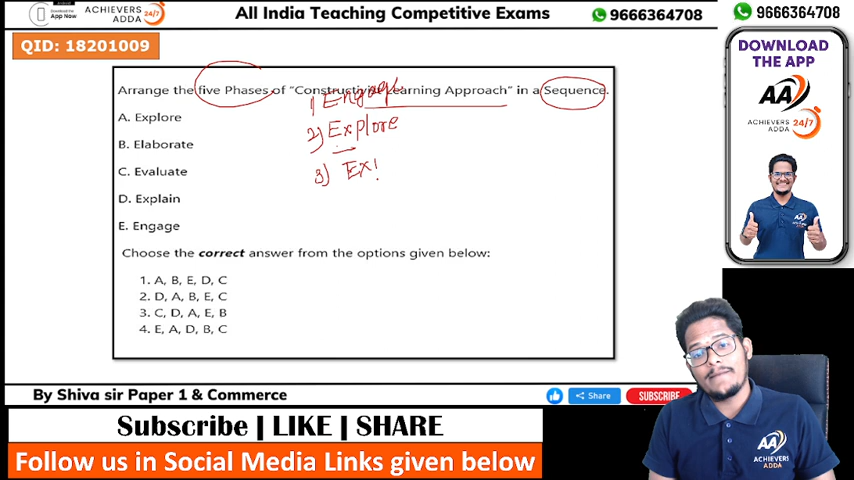 Download the App Now
ACHIEVERS
ADDA 24/7
All India Teaching Competitive Exams
9666364708
9666364708
QID: 18201009
DOWNLOAD
THE APP
AA
ACHIEVERS
ADDA 24/7
Arrange the five Phases of "Constructivist Learning Approach" in a Sequence.
1) Engage
A. Explore
2) Explore
B. Elaborate
3) Exp
C. Evaluate
D. Explain
E. Engage
Choose the correct answer from the options given below:
1. A, B, E, D, C
2. D, A, B, E, C
3. C, D, A, E, B
4. E, A, D, B, C
By Shiva sir Paper 1 & Commerce
Share
SUBSCRIBE
Subscribe | LIKE | SHARE
Follow us in Social Media Links given below
AA
ACHIEVERS
ADDA